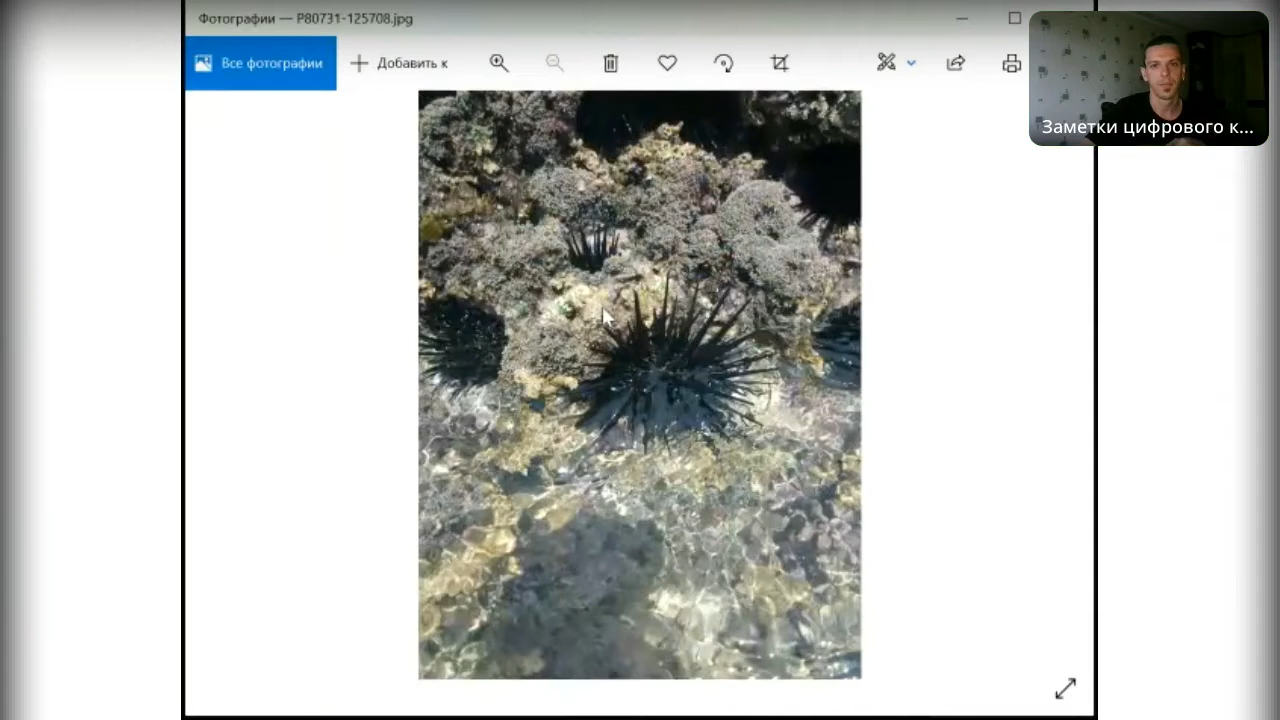 Фотографии — P80731-125708.jpg
Все фотографии
Добавить к
Заметки цифрового к...